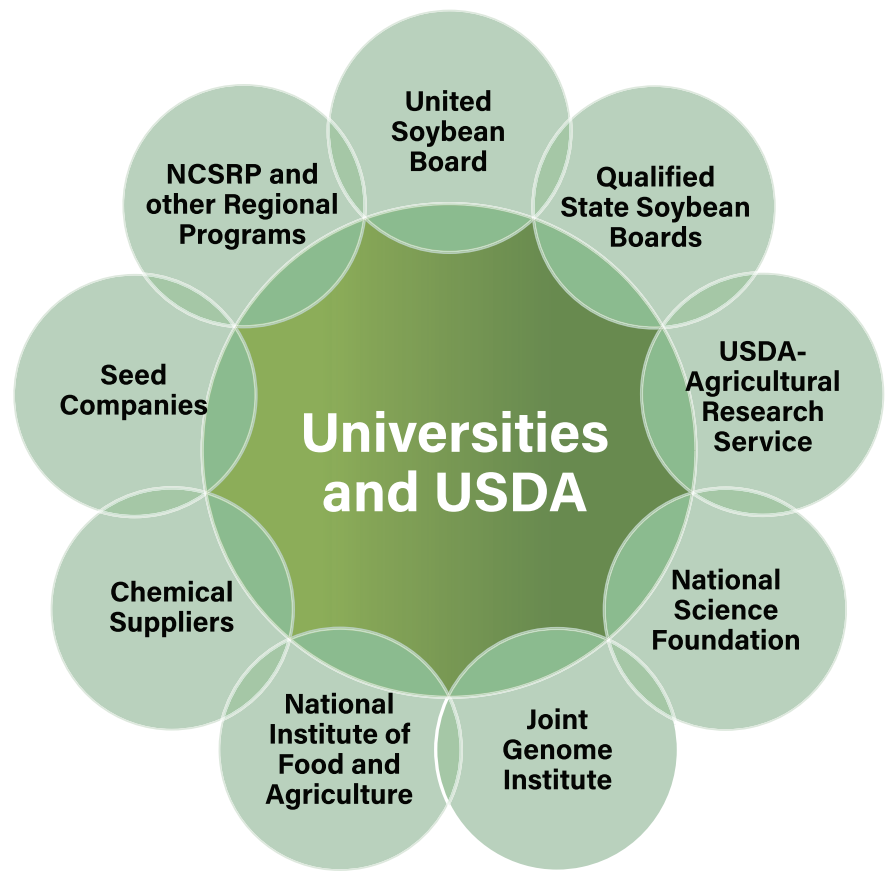 United
Soybean
Board
Qualified
State Soybean
Boards
USDA-
Agricultural
Research
Service
National
Science
Foundation
Joint
Genome
Institute
National
Institute of
Food and
Agriculture
Chemical
Suppliers
Seed
Companies
NCSRP and
other Regional
Programs
Universities
and USDA